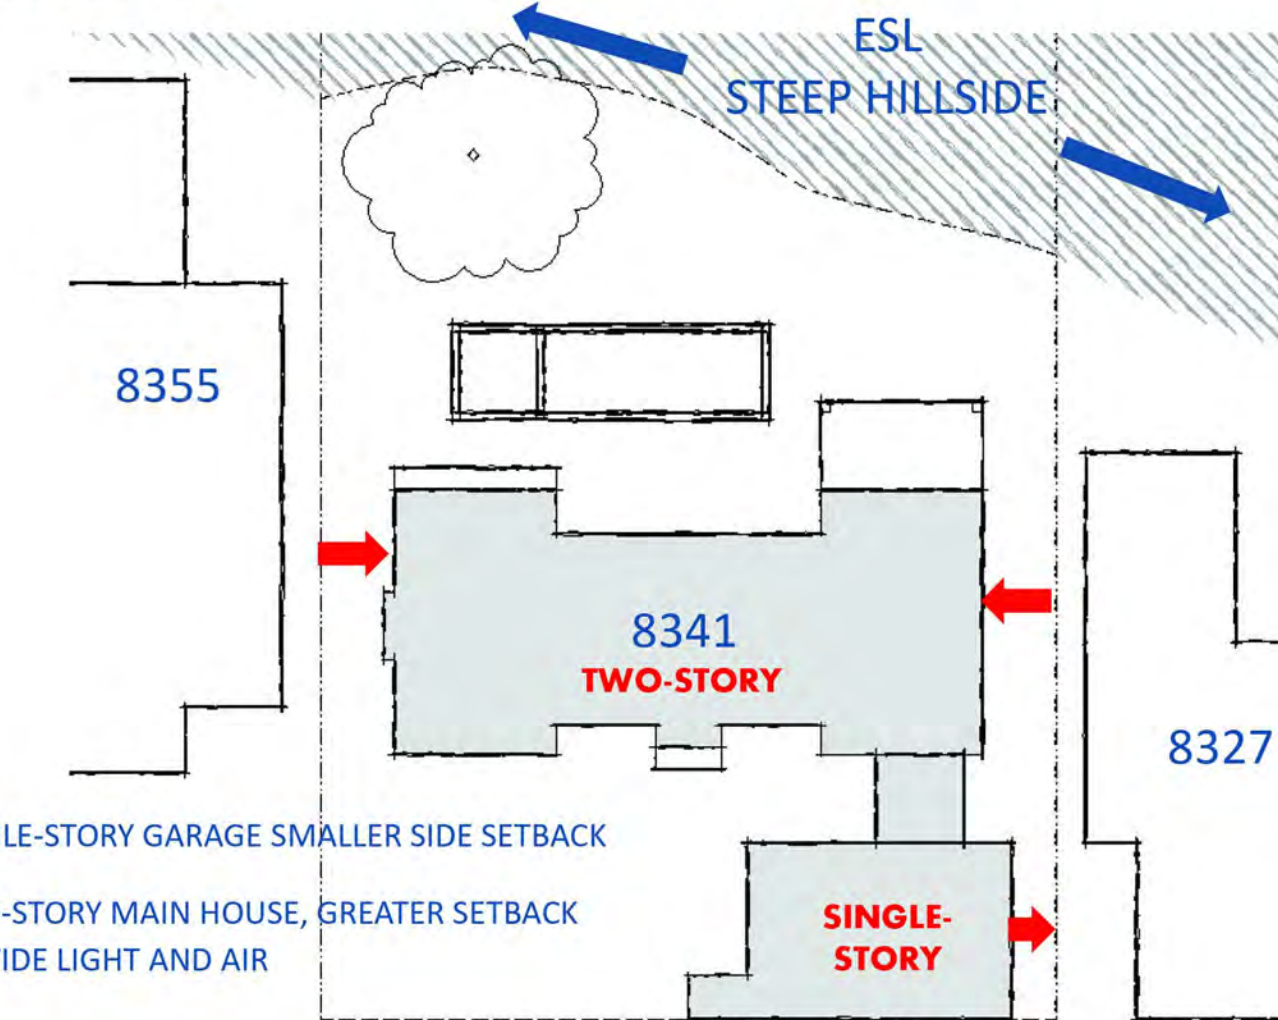 ESL
STEEP HILLSIDE
8355
8341
TWO-STORY
8327
LE-STORY GARAGE SMALLER SIDE SETBACK
-STORY MAIN HOUSE, GREATER SETBACK
IDE LIGHT AND AIR
SINGLE-
STORY